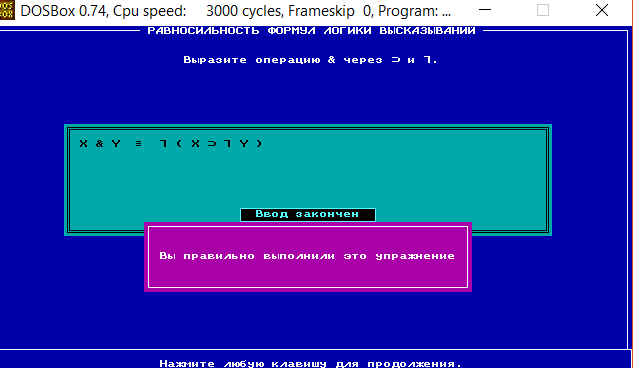 DOSBox 0.74, Cpu speed: 3000 cycles, Frameskip 0, Program: ...
РАВНОСИЛЬНОСТЬ ФОРМУЛ ЛОГИКИ ВЫСКАЗЫВАНИЙ
Выразите операцию & через ⊃ и ˥.
X & Y ≡ ˥ ( X ⊃ ˥ Y )
Ввод закончен
Вы правильно выполнили это упражнение
Нажмите любую клавишу для продолжения.